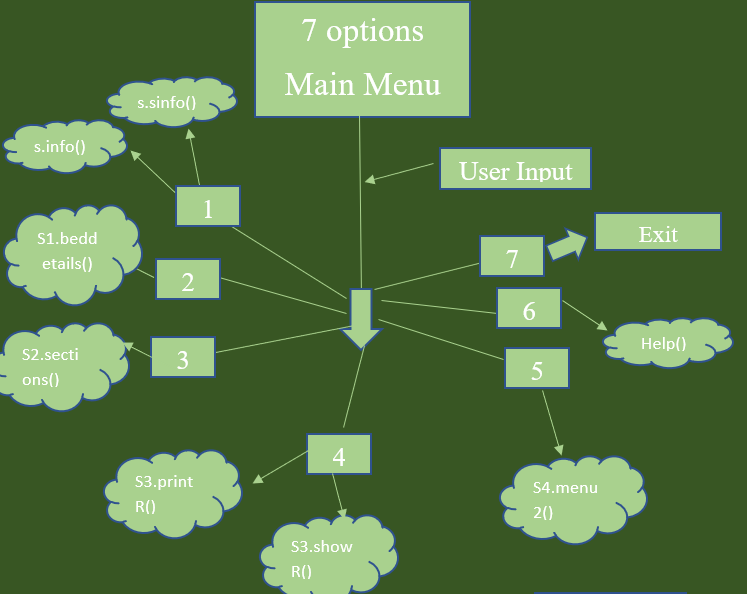 7 options
Main Menu
s.sinfo()
s.info()
User Input
1
S1.bedd
etails()
Exit
7
2
6
Help()
S2.secti
ons()
3
5
4
S3.print
R()
S4.menu
2()
S3.show
R()